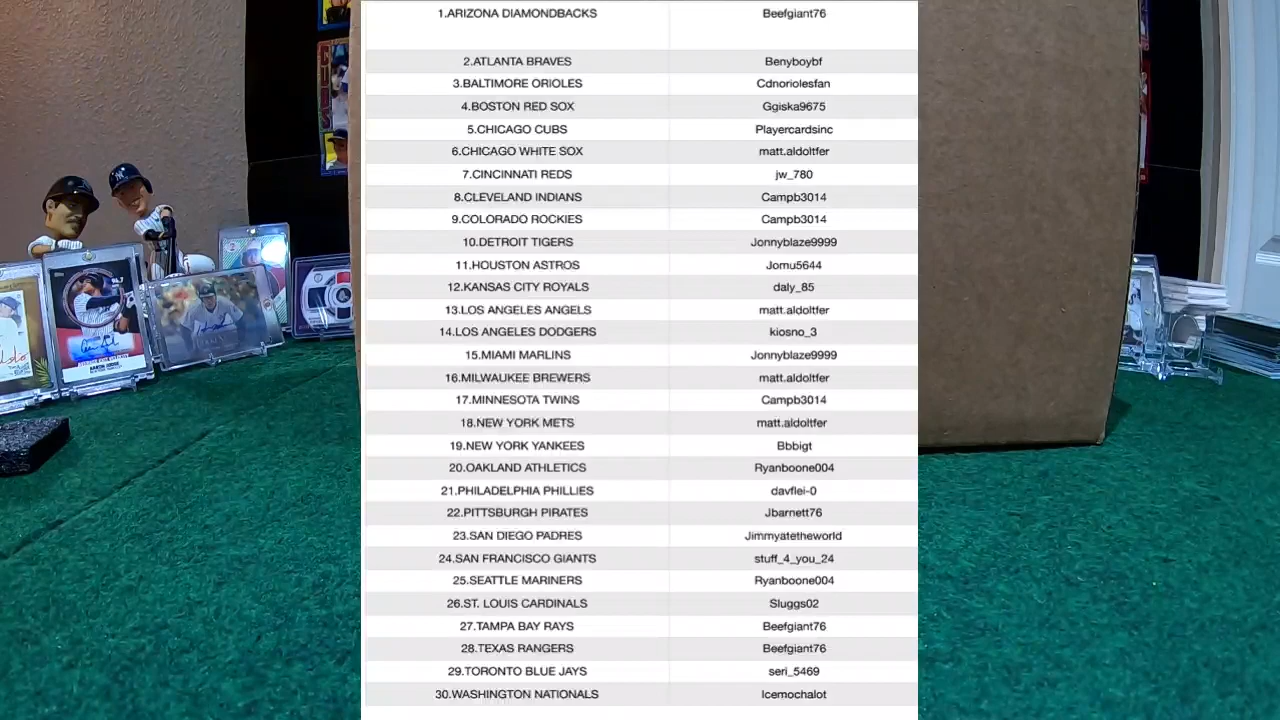 1.ARIZONA DIAMONDBACKS Beefgiant76
2.ATLANTA BRAVES Benyboybf
3.BALTIMORE ORIOLES Cdnoriolesfan
4.BOSTON RED SOX Ggiska9675
5.CHICAGO CUBS Playercardsinc
6.CHICAGO WHITE SOX matt.aldoltfer
7.CINCINNATI REDS jw_780
8.CLEVELAND INDIANS Campb3014
9.COLORADO ROCKIES Campb3014
10.DETROIT TIGERS Jonnyblaze9999
11.HOUSTON ASTROS Jomu5644
12.KANSAS CITY ROYALS daly_85
13.LOS ANGELES ANGELS matt.aldoltfer
14.LOS ANGELES DODGERS kiosno_3
15.MIAMI MARLINS Jonnyblaze9999
16.MILWAUKEE BREWERS matt.aldoltfer
17.MINNESOTA TWINS Campb3014
18.NEW YORK METS matt.aldoltfer
19.NEW YORK YANKEES Bbbigt
20.OAKLAND ATHLETICS Ryanboone004
21.PHILADELPHIA PHILLIES davflei-0
22.PITTSBURGH PIRATES Jbarnett76
23.SAN DIEGO PADRES Jimmyatetheworld
24.SAN FRANCISCO GIANTS stuff_4_you_24
25.SEATTLE MARINERS Ryanboone004
26.ST. LOUIS CARDINALS Sluggs02
27.TAMPA BAY RAYS Beefgiant76
28.TEXAS RANGERS Beefgiant76
29.TORONTO BLUE JAYS seri_5469
30.WASHINGTON NATIONALS Icemochalot